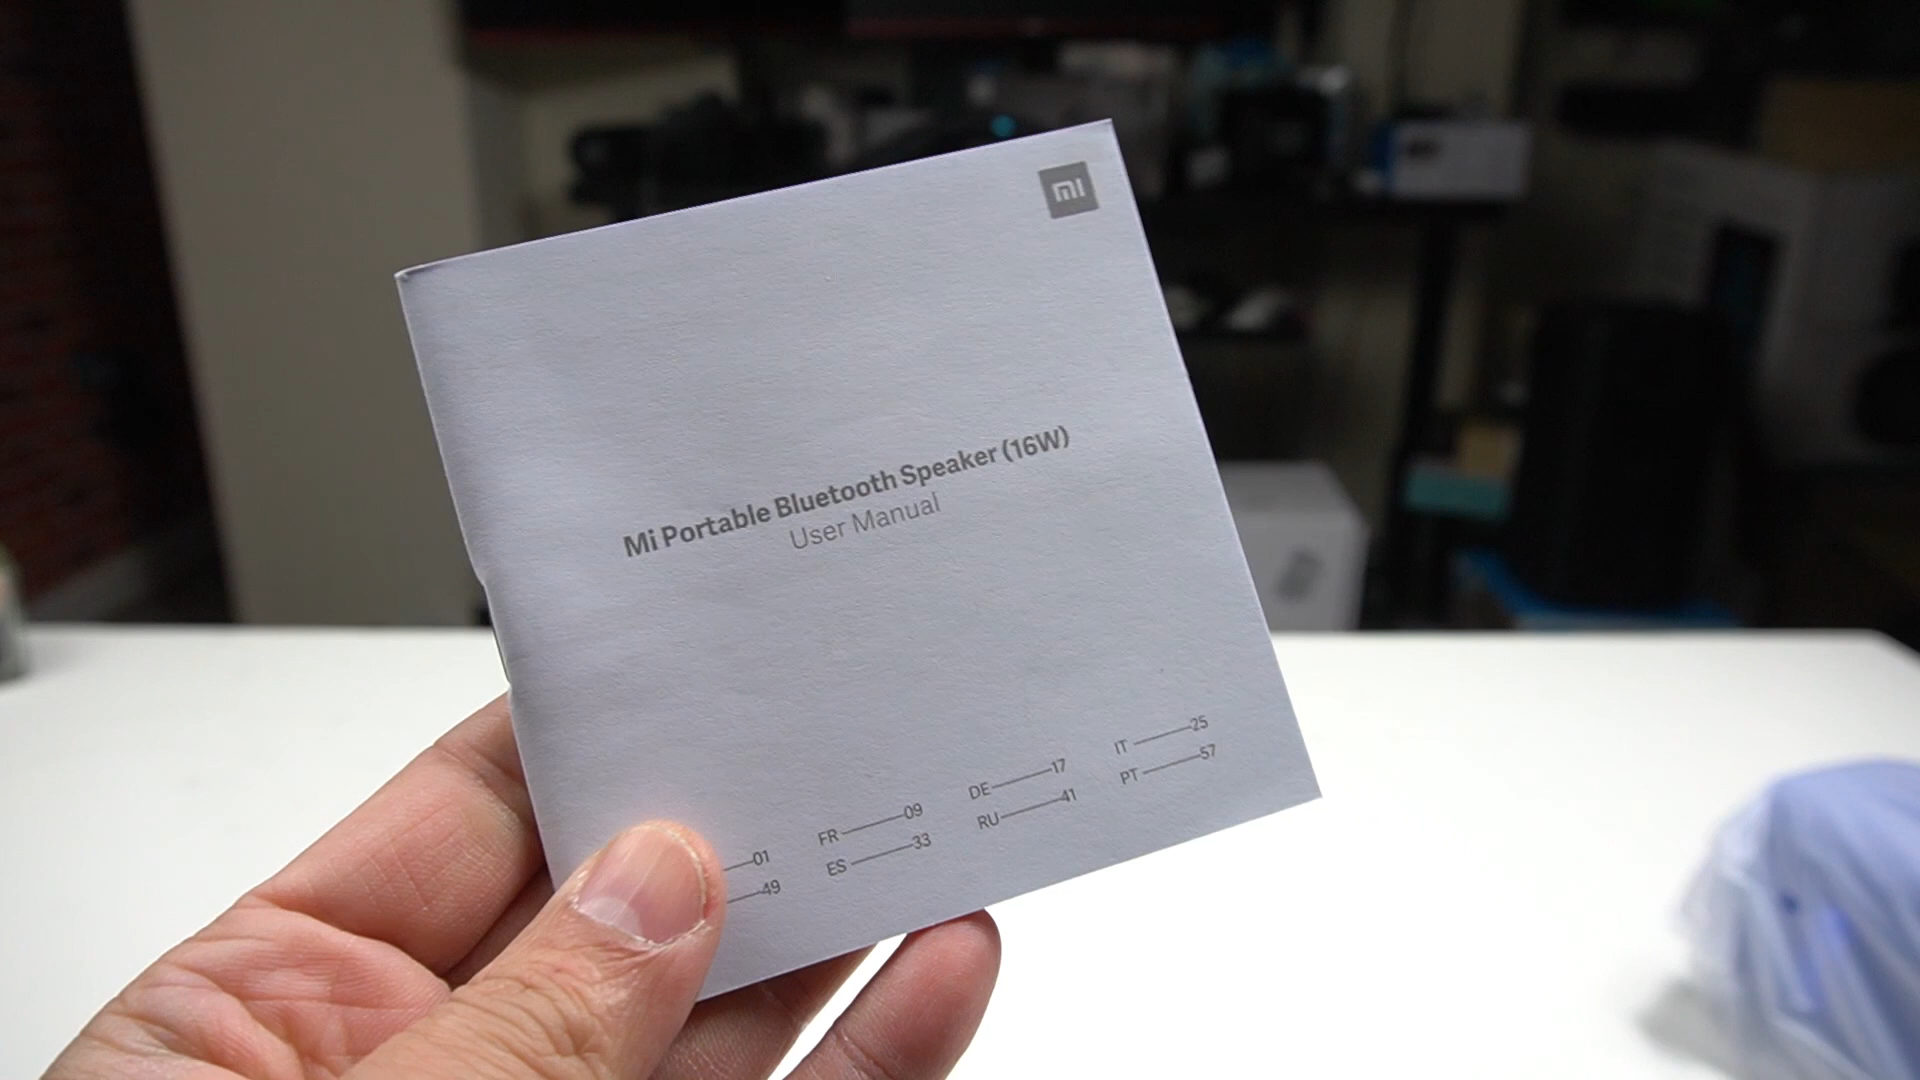 mi
Mi Portable Bluetooth Speaker (16W)
User Manual
01 FR 09 DE 17 IT 25
49 ES 33 RU 41 PT 57